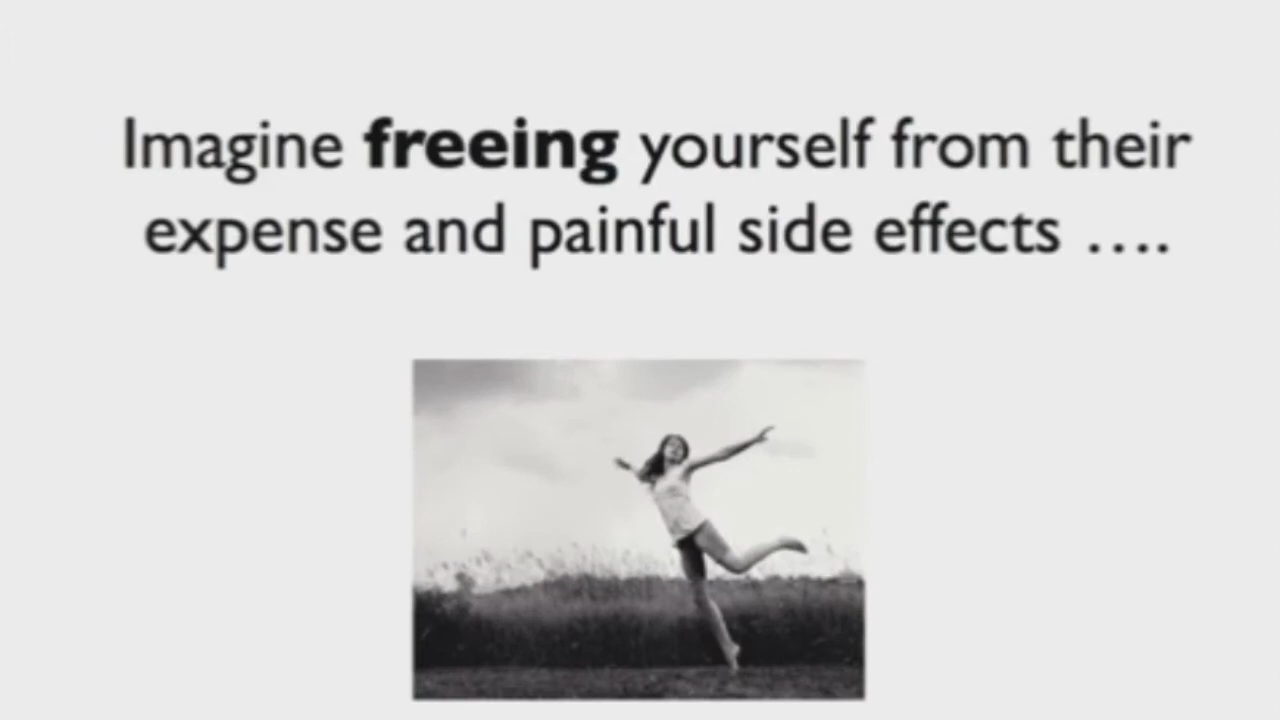 Imagine freeing yourself from their
expense and painful side effects ....